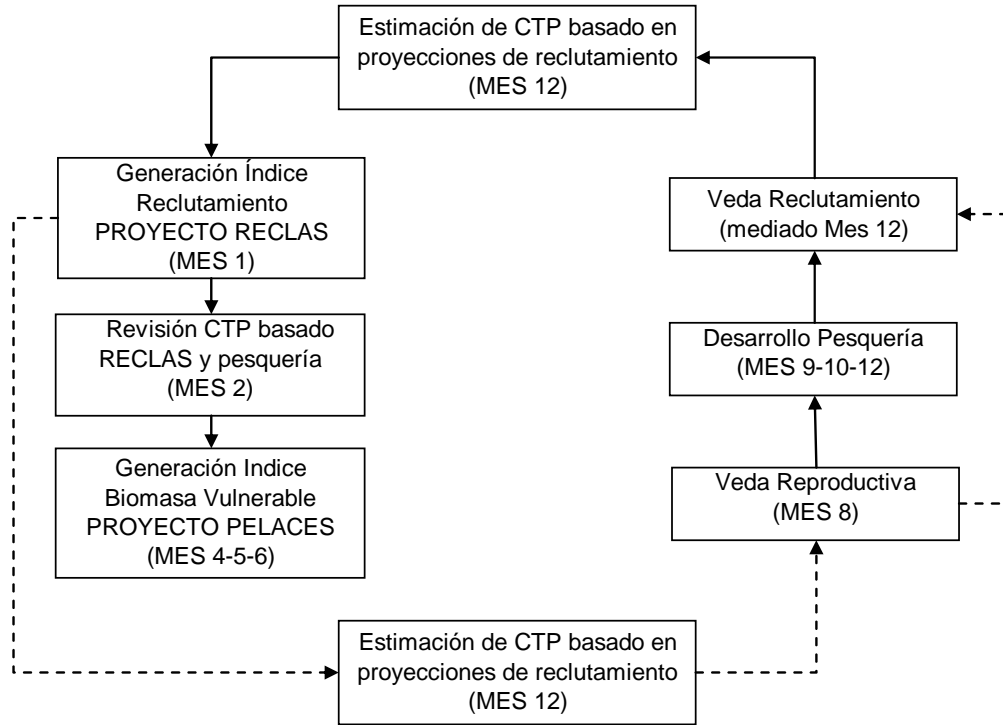 Estimación de CTP basado en
proyecciones de reclutamiento
(MES 12)
Generación Índice
Reclutamiento
PROYECTO RECLAS
(MES 1)
Veda Reclutamiento
(mediado Mes 12)
Revisión CTP basado
RECLAS y pesquería
(MES 2)
Desarrollo Pesquería
(MES 9-10-12)
Generación Indice
Biomasa Vulnerable
PROYECTO PELACES
(MES 4-5-6)
Veda Reproductiva
(MES 8)
Estimación de CTP basado en
proyecciones de reclutamiento
(MES 12)